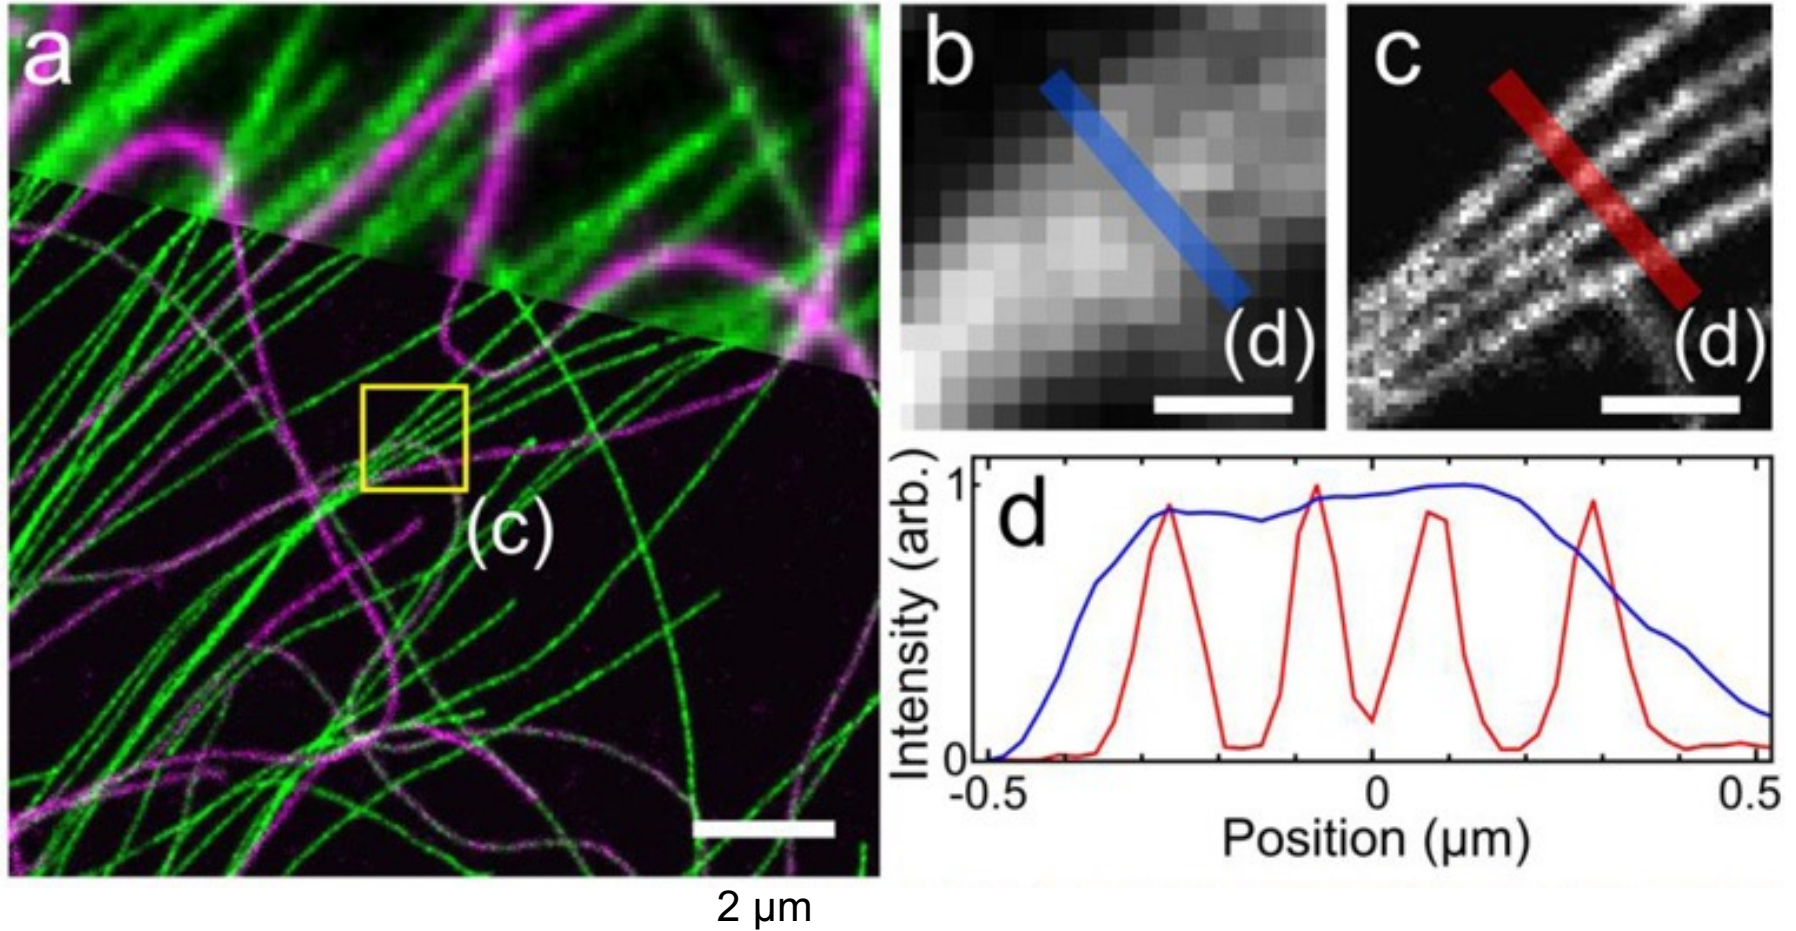 a
(c)
2 μm
b
(d)
c
(d)
d
Intensity (arb.)
1
0
-0.5
0
0.5
Position (μm)